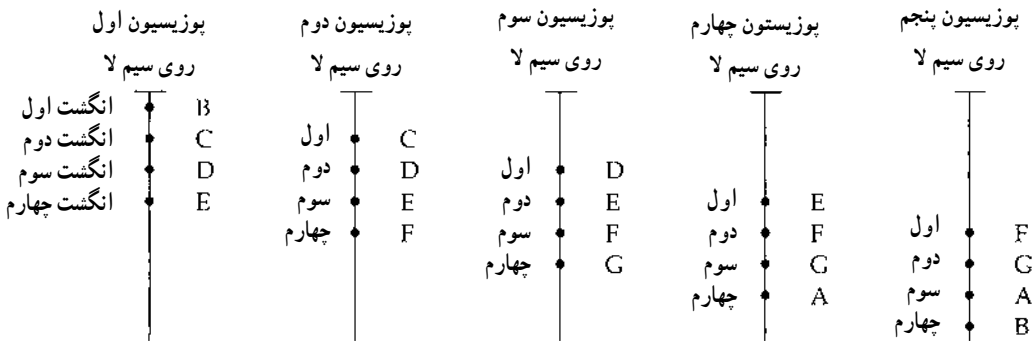 پوزیسیون اول
روی سیم لا
انگشت اول B
انگشت دوم C
انگشت سوم D
انگشت چهارم E
پوزیسیون دوم
روی سیم لا
اول C
دوم D
سوم E
چهارم F
پوزیسیون سوم
روی سیم لا
اول D
دوم E
سوم F
چهارم G
پوزیستون چهارم
روی سیم لا
اول E
دوم F
سوم G
چهارم A
پوزیسیون پنجم
روی سیم لا
اول F
دوم G
سوم A
چهارم B